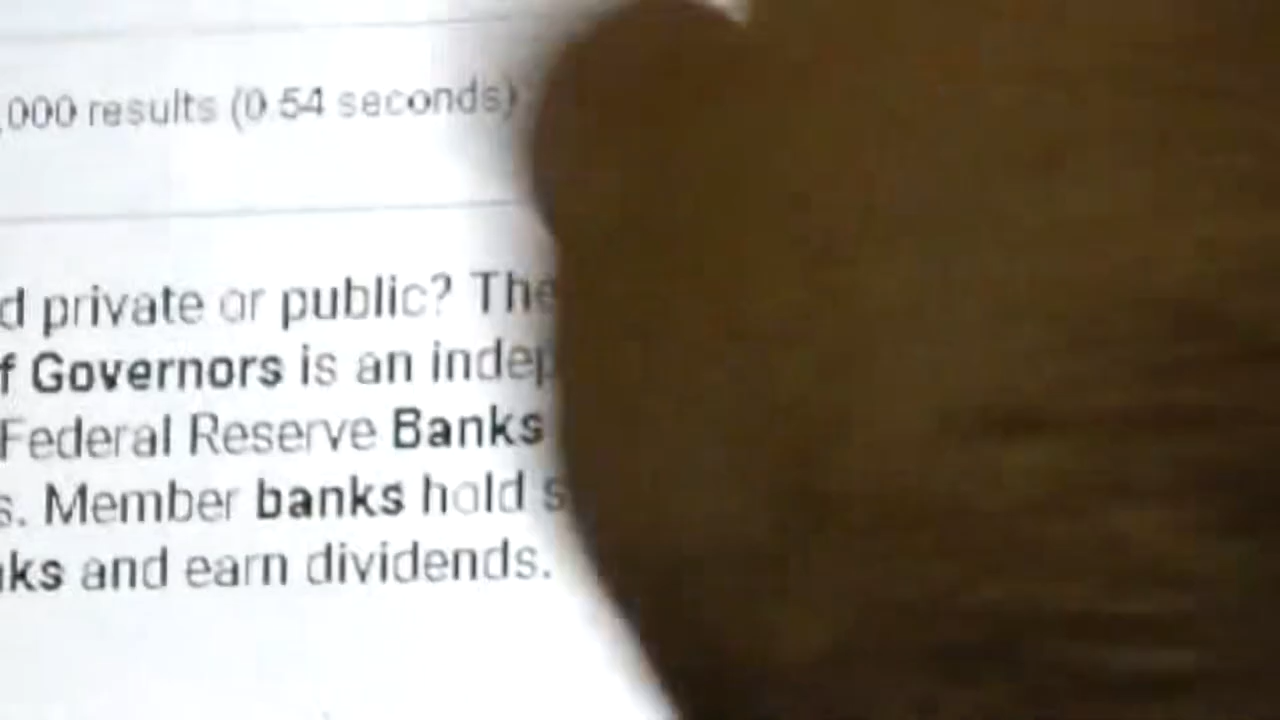 ,000 results (0.54 seconds)
d private or public? The
f Governors is an indep
Federal Reserve Banks
s. Member banks hold s
ks and earn dividends.